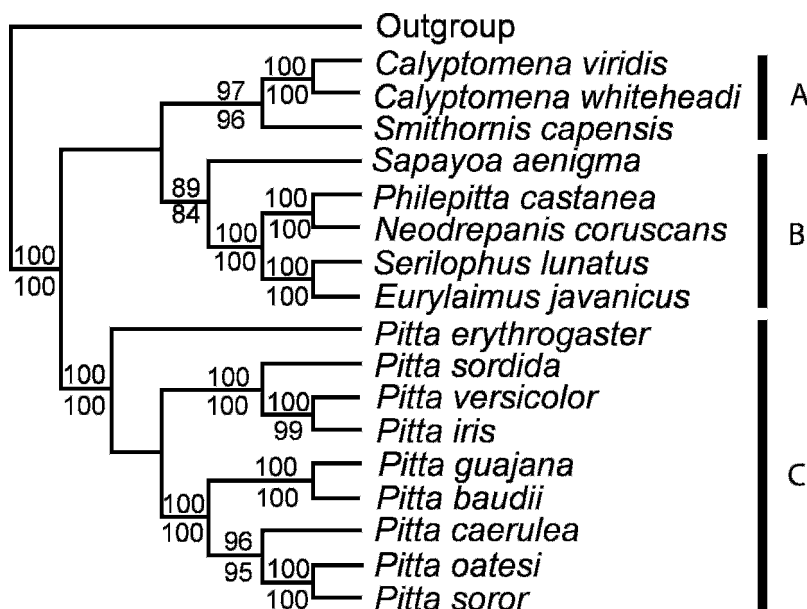 Outgroup
100
Calyptomena viridis
97
100
Calyptomena whiteheadi
A
96
Smithornis capensis
Sapayoa aenigma
89
84
100
Philepitta castanea
100
100
Neodrepanis coruscans
B
100
100
Serilophus lunatus
100
100
Eurylaimus javanicus
100
Pitta erythrogaster
100
100
100
Pitta sordida
100
100
Pitta versicolor
99
Pitta iris
100
Pitta guajana
C
100
100
Pitta baudii
100
96
Pitta caerulea
95
100
Pitta oatesi
100
Pitta soror